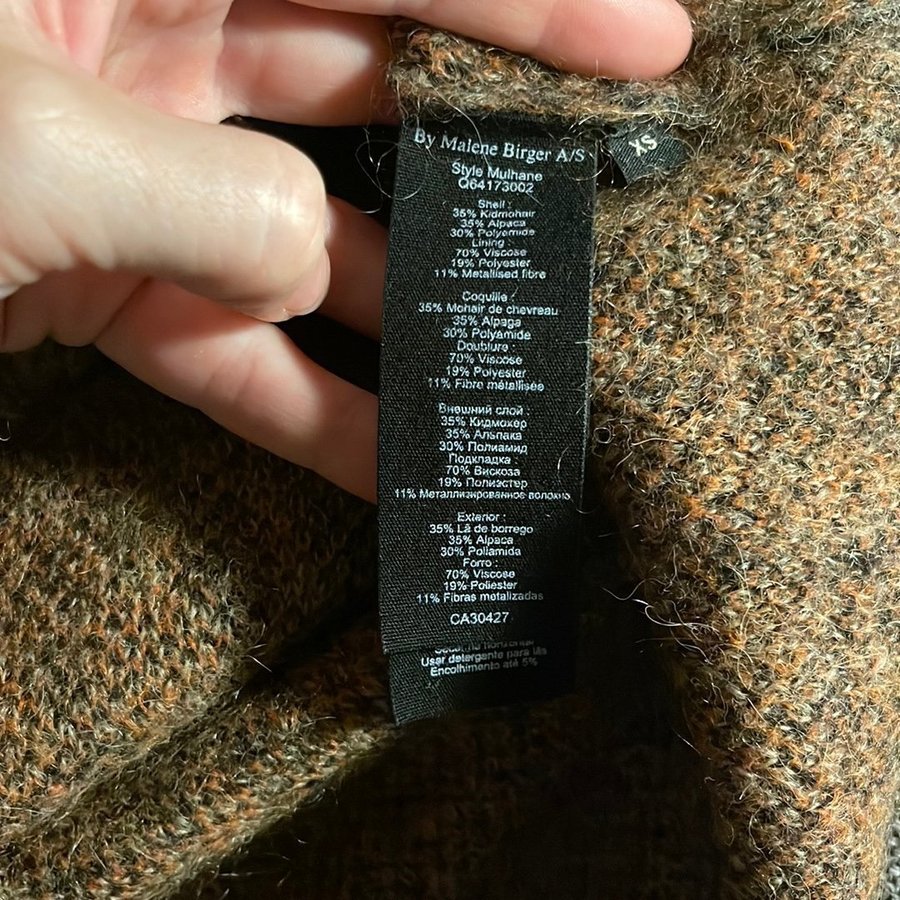 By Malene Birger A/S
XS
Style Mulhane
Q64173002
Shell :
35% Kidmohair
35% Alpaca
30% Polyamide
Lining
70% Viscose
19% Polyester
11% Metallised fibre
Coquille :
35% Mohair de chevreau
35% Alpaga
30% Polyamide
Doublure :
70% Viscose
19% Polyester
11% Fibre métallisée
Внешний слой :
35% Кидмохер
35% Альпака
30% Полиамид
Подкладка :
70% Вискоза
19% Полиэстер
11% Металлизированное волокно
Exterior :
35% Lã de borrego
35% Alpaca
30% Poliamida
Forro :
70% Viscose
19% Poliester
11% Fibras metalizadas
CA30427
Usar detergente para lãs
Encolhimento até 5%